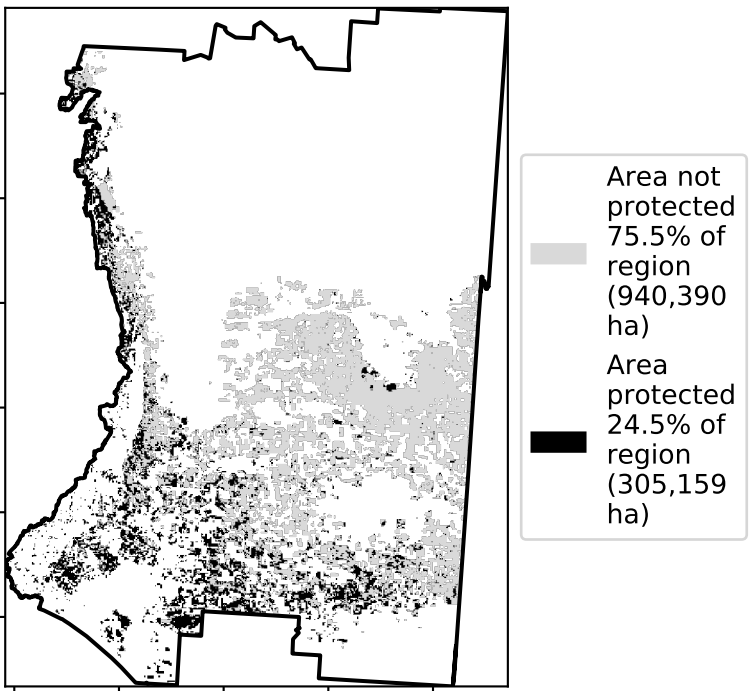 Area not
protected
75.5% of
region
(940,390
ha)
Area
protected
24.5% of
region
(305,159
ha)